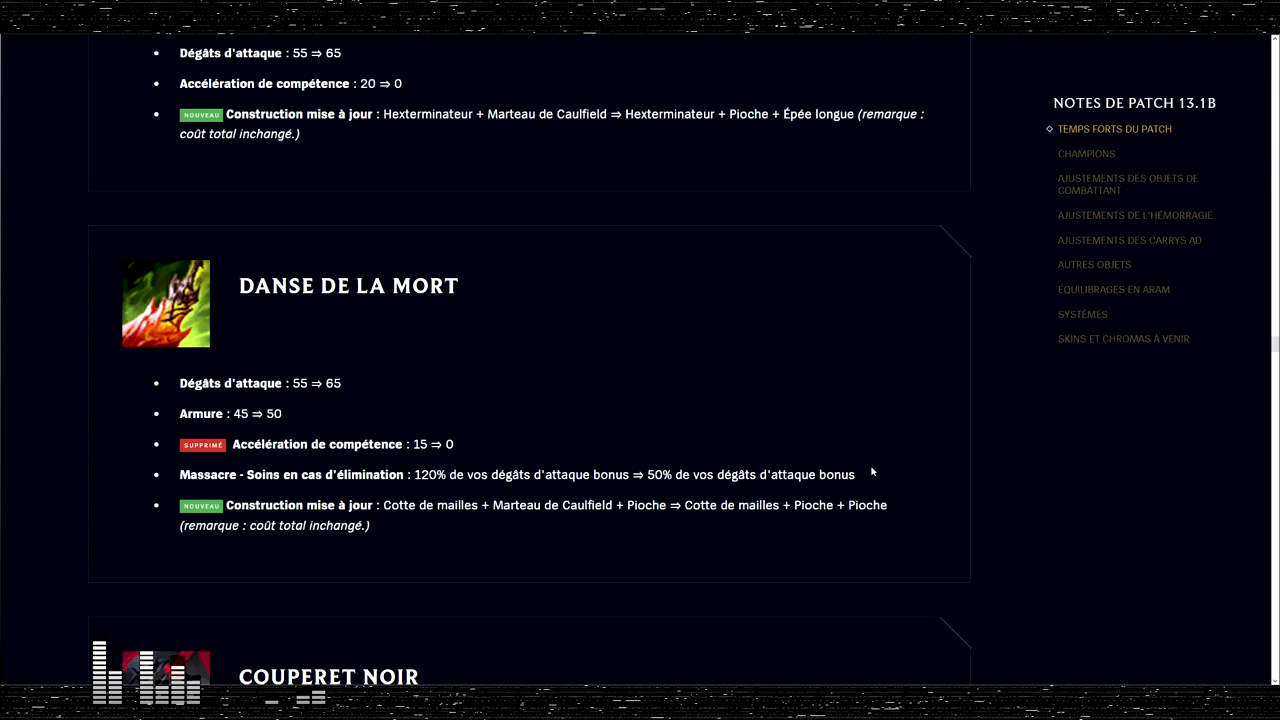 Dégâts d'attaque : 55 ⇒ 65
Accélération de compétence : 20 ⇒ 0
NOUVEAU Construction mise à jour : Hexterminateur + Marteau de Caulfield ⇒ Hexterminateur + Pioche + Épée longue (remarque :
coût total inchangé.)
DANSE DE LA MORT
Dégâts d'attaque : 55 ⇒ 65
Armure : 45 ⇒ 50
SUPPRIMÉ Accélération de compétence : 15 ⇒ 0
Massacre - Soins en cas d'élimination : 120% de vos dégâts d'attaque bonus ⇒ 50% de vos dégâts d'attaque bonus
NOUVEAU Construction mise à jour : Cotte de mailles + Marteau de Caulfield + Pioche ⇒ Cotte de mailles + Pioche + Pioche
(remarque : coût total inchangé.)
COUPERET NOIR
NOTES DE PATCH 13.1B
TEMPS FORTS DU PATCH
CHAMPIONS
AJUSTEMENTS DES OBJETS DE
COMBATTANT
AJUSTEMENTS DE L'HÉMORRAGIE
AJUSTEMENTS DES CARRYS AD
AUTRES OBJETS
ÉQUILIBRAGES EN ARAM
SYSTÈMES
SKINS ET CHROMAS À VENIR